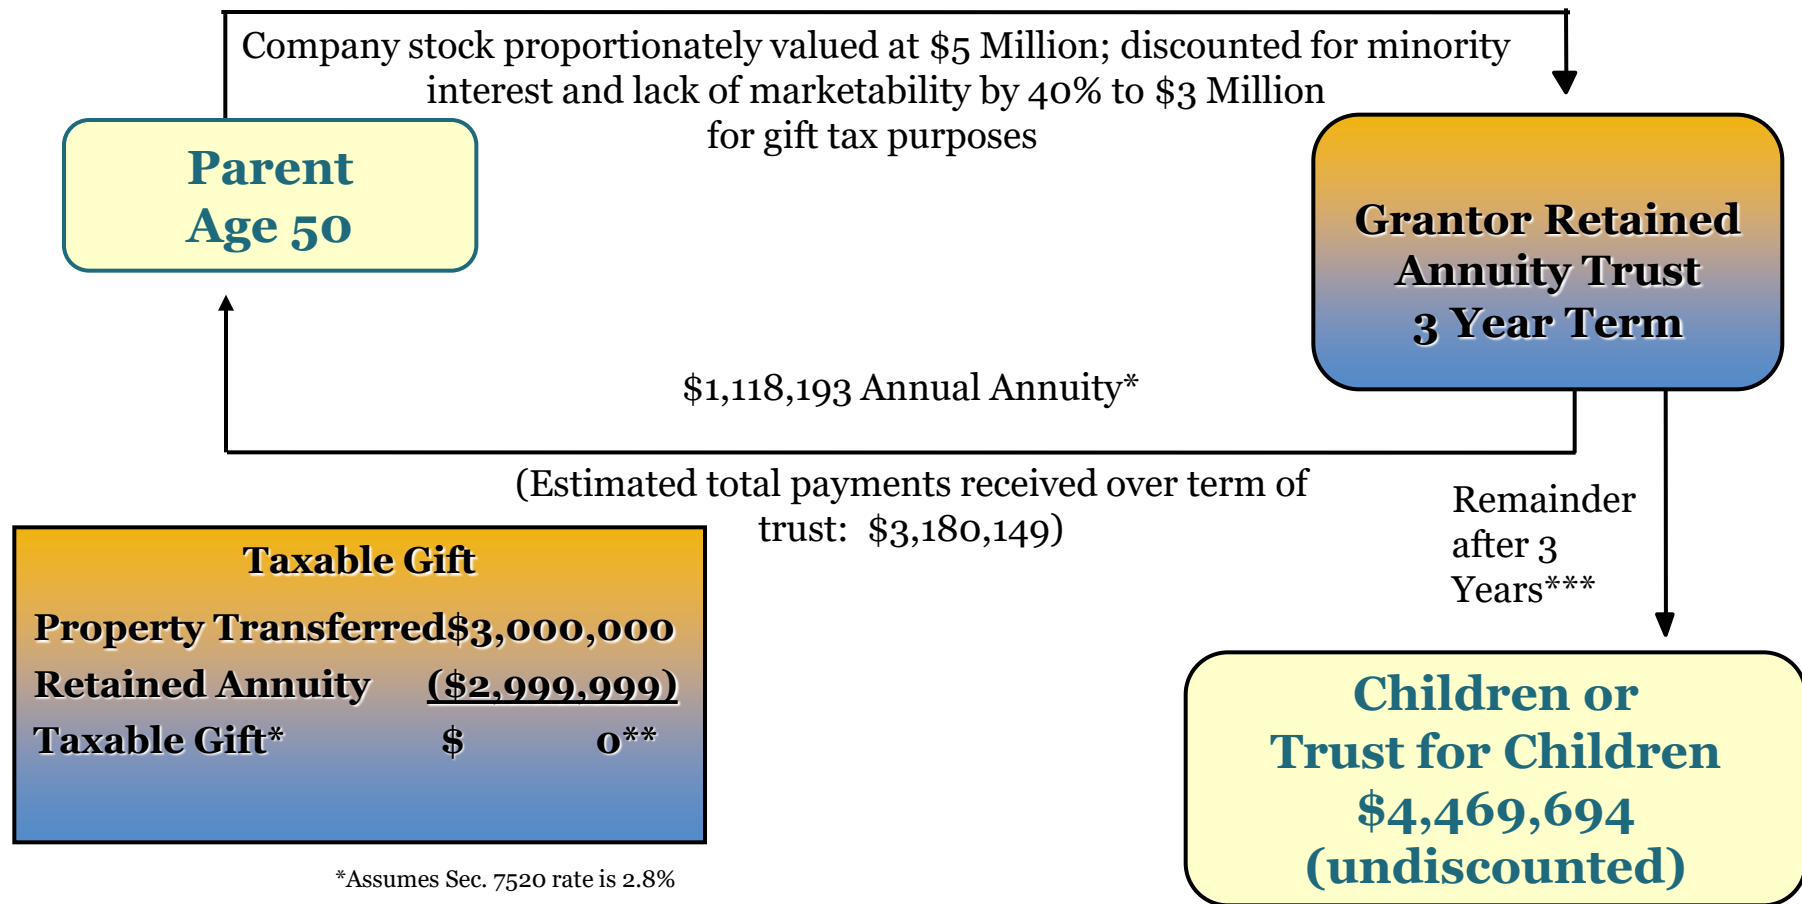 Company stock proportionately valued at $5 Million; discounted for minority
interest and lack of marketability by 40% to $3 Million
for gift tax purposes
Parent
Age 50
Grantor Retained
Annuity Trust
3 Year Term
$1,118,193 Annual Annuity*
(Estimated total payments received over term of
trust: $3,180,149)
Remainder
after 3
Years***
Taxable Gift
Property Transferred$3,000,000
Retained Annuity ($2,999,999)
Taxable Gift* $ 0**
*Assumes Sec. 7520 rate is 2.8%
Children or
Trust for Children
$4,469,694
(undiscounted)